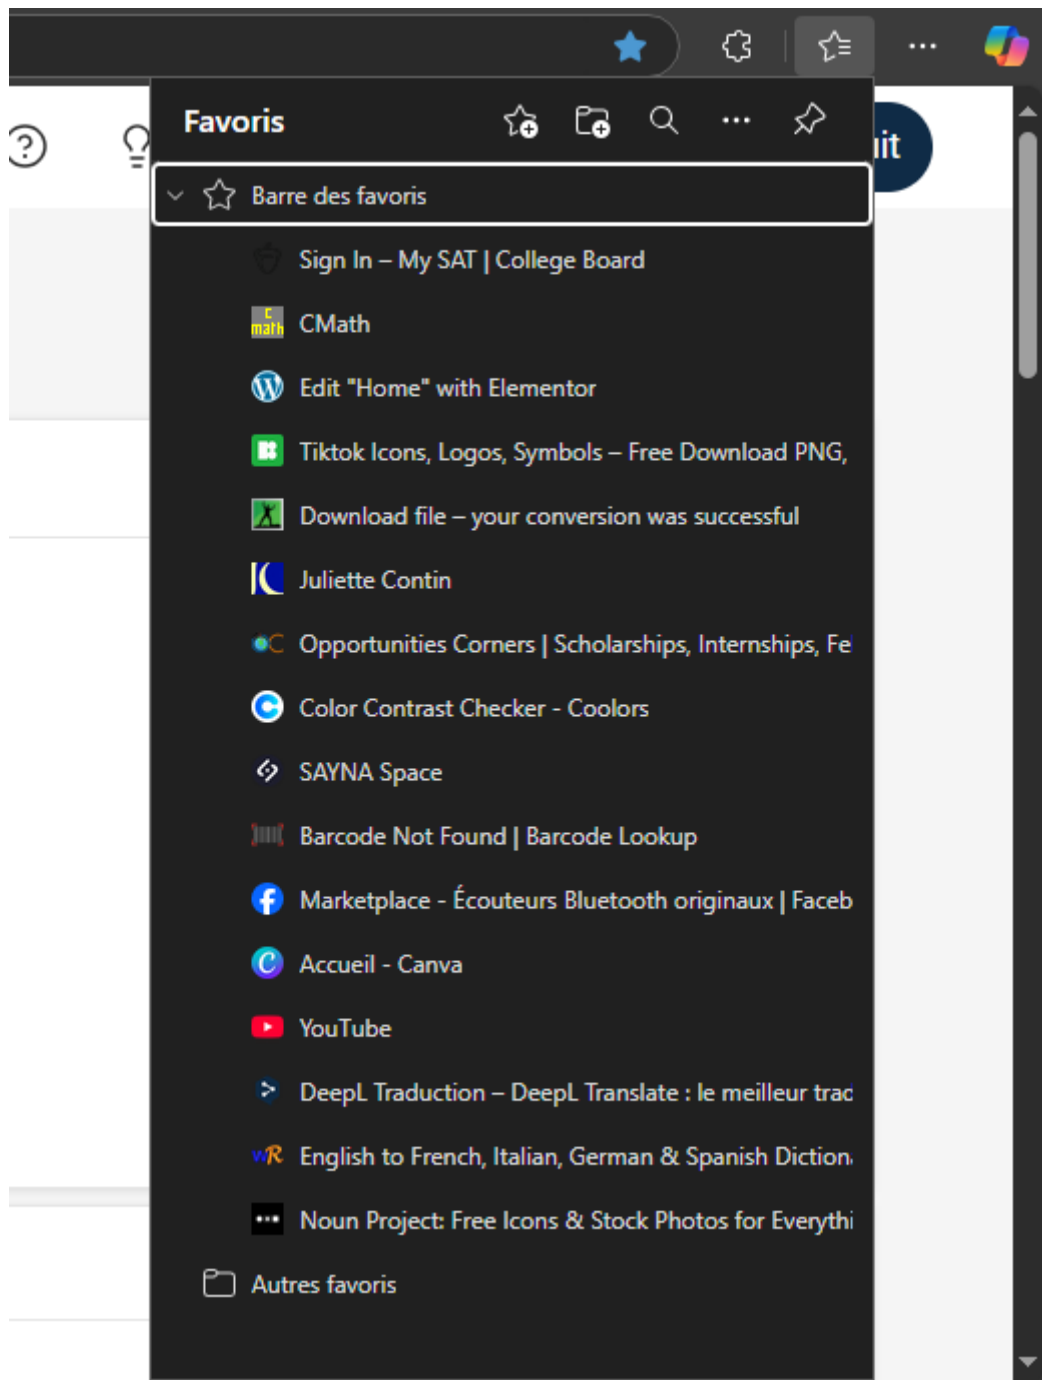 Favoris
it
Barre des favoris
Sign In – My SAT | College Board
C
math
CMath
Edit "Home" with Elementor
Tiktok Icons, Logos, Symbols – Free Download PNG,
Download file – your conversion was successful
Juliette Contin
Opportunities Corners | Scholarships, Internships, Fe
Color Contrast Checker - Coolors
SAYNA Space
Barcode Not Found | Barcode Lookup
Marketplace - Écouteurs Bluetooth originaux | Faceb
Accueil - Canva
YouTube
DeepL Traduction – DeepL Translate : le meilleur trad
WR English to French, Italian, German & Spanish Diction
Noun Project: Free Icons & Stock Photos for Everythi
Autres favoris